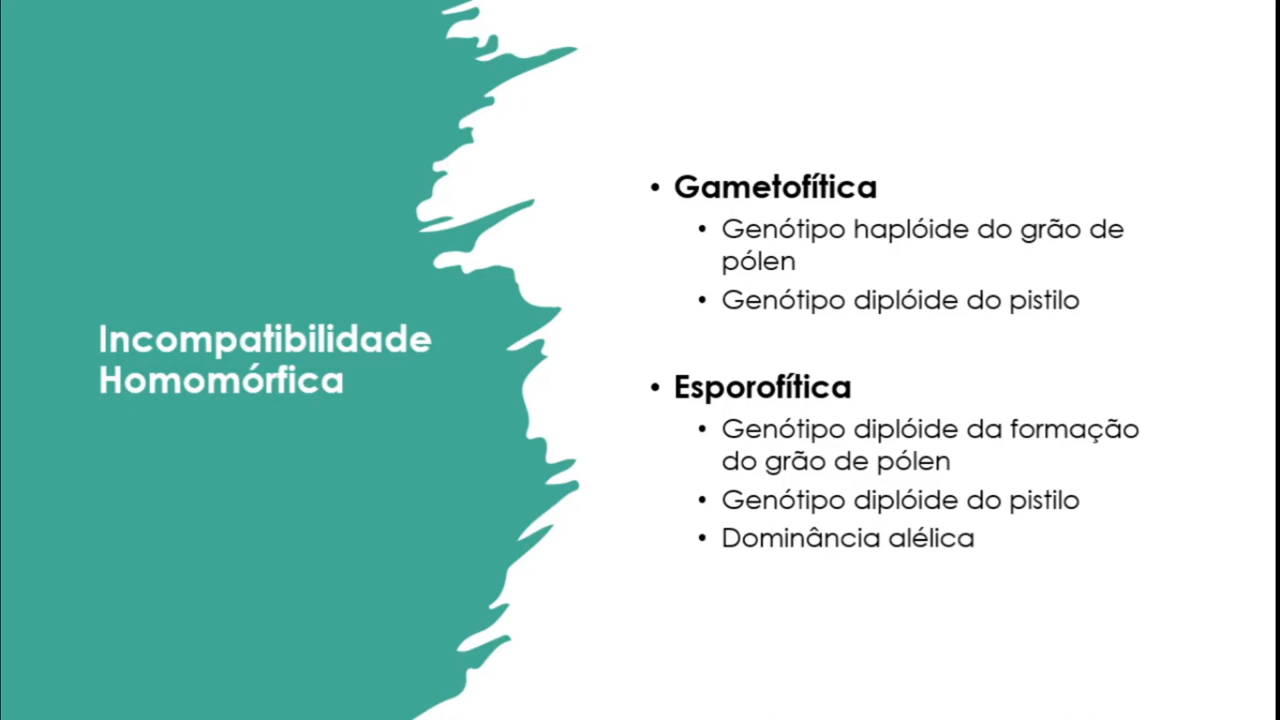 Incompatibilidade
Homomórfica
• Gametofítica
• Genótipo haplóide do grão de
pólen
• Genótipo diplóide do pistilo
• Esporofítica
• Genótipo diplóide da formação
do grão de pólen
• Genótipo diplóide do pistilo
• Dominância alélica